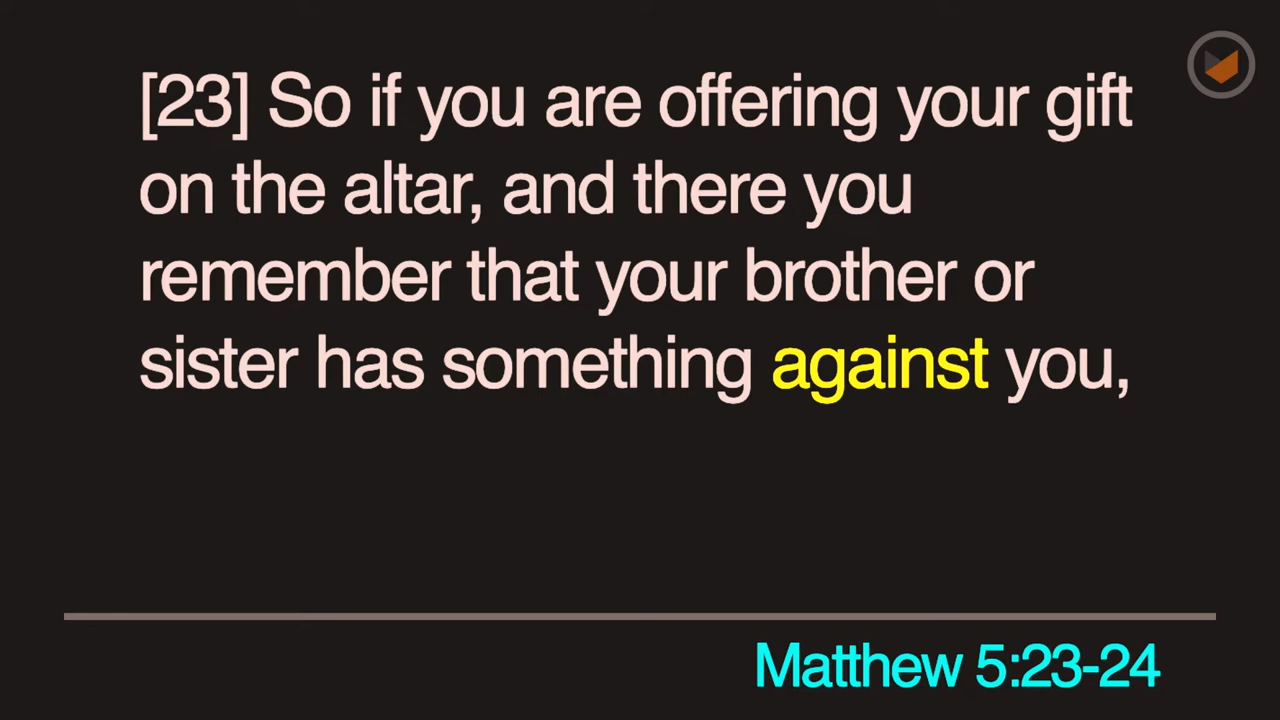 [23] So if you are offering your gift
on the altar, and there you
remember that your brother or
sister has something against you,
Matthew 5:23-24